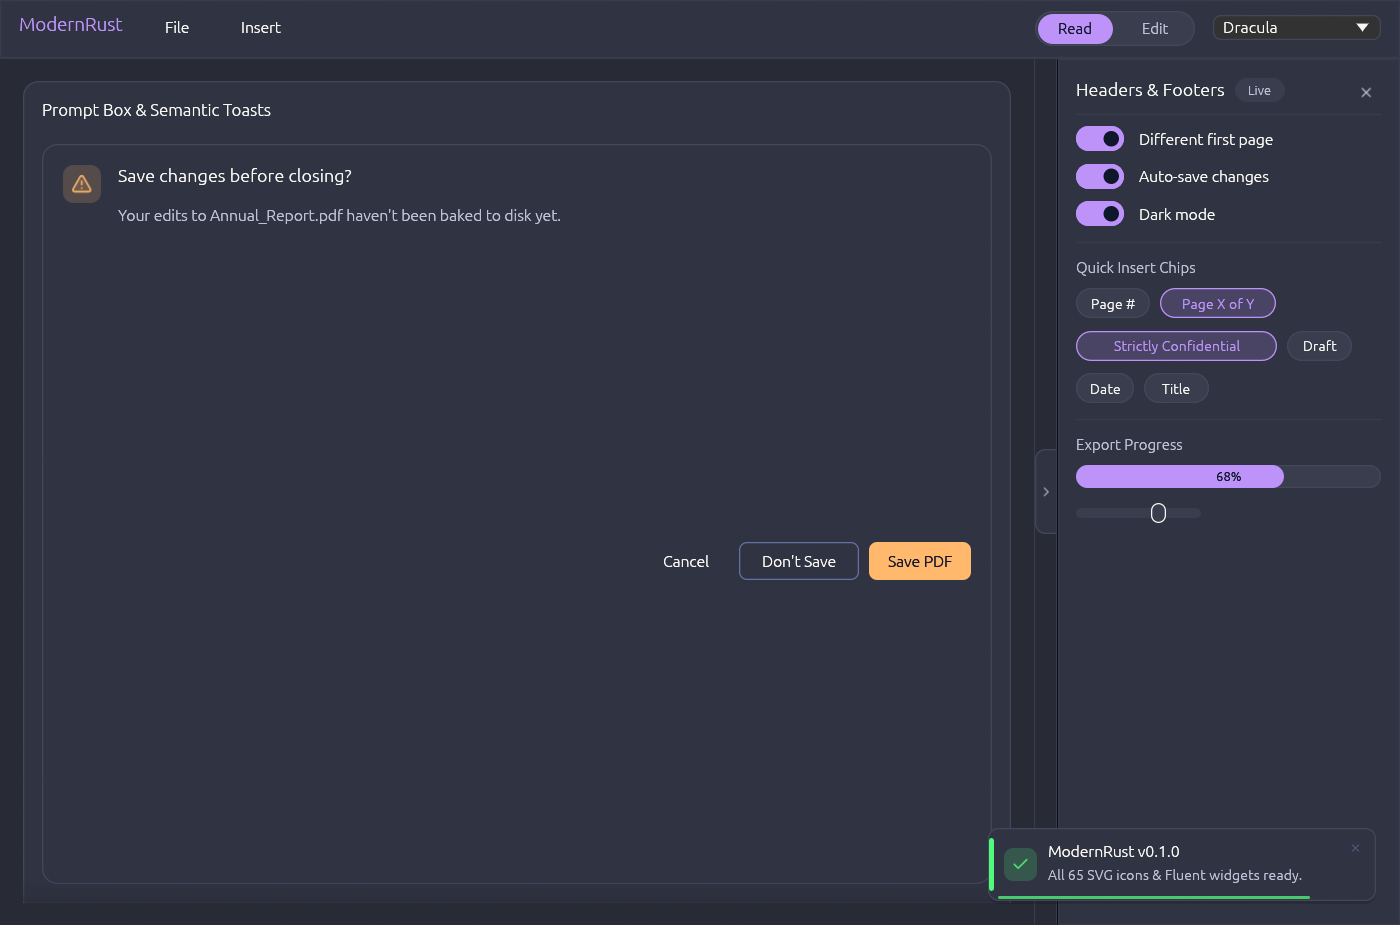 ModernRust File Insert Read Edit Dracula
Prompt Box & Semantic Toasts
Save changes before closing?
Your edits to Annual_Report.pdf haven't been baked to disk yet.
Cancel Don't Save Save PDF
Headers & Footers Live
Different first page
Auto-save changes
Dark mode
Quick Insert Chips
Page # Page X of Y
Strictly Confidential Draft
Date Title
Export Progress
68%
ModernRust v0.1.0
All 65 SVG icons & Fluent widgets ready.